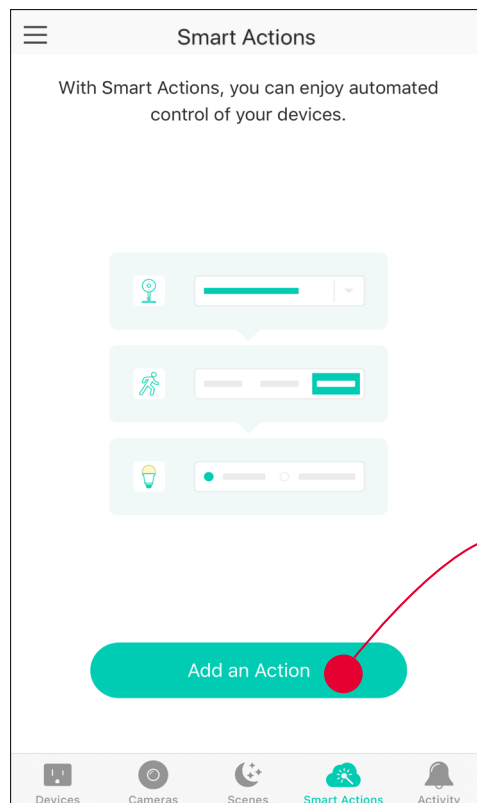 Smart Actions
With Smart Actions, you can enjoy automated
control of your devices.
Add an Action
Devices Cameras Scenes Smart Actions Activity